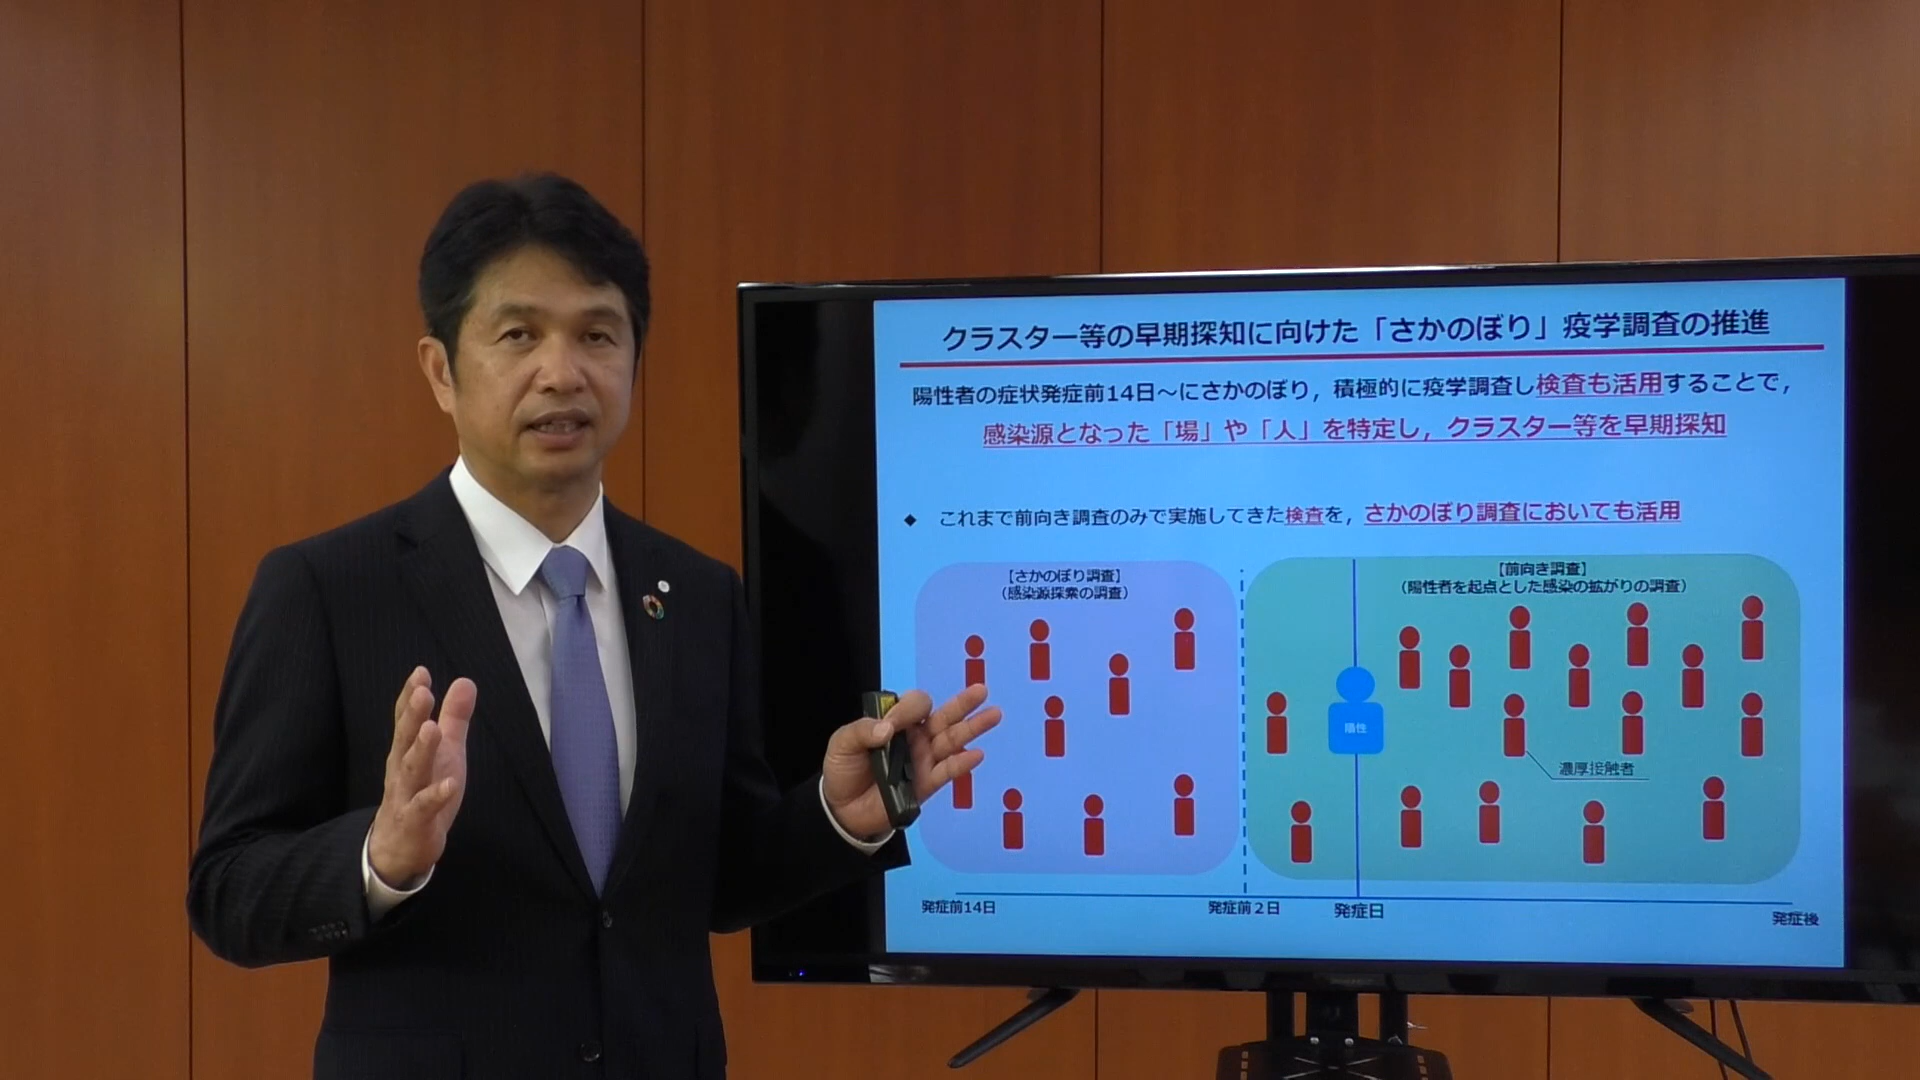 クラスター等の早期探知に向けた「さかのぼり」疫学調査の推進
陽性者の症状発症前14日～にさかのぼり，積極的に疫学調査し検査も活用することで，
感染源となった「場」や「人」を特定し，クラスター等を早期探知
◆ これまで前向き調査のみで実施してきた検査を，さかのぼり調査においても活用
【さかのぼり調査】
（感染源探索の調査）
【前向き調査】
（陽性者を起点とした感染の拡がりの調査）
陽性
濃厚接触者
発症前14日
発症前２日
発症日
発症後